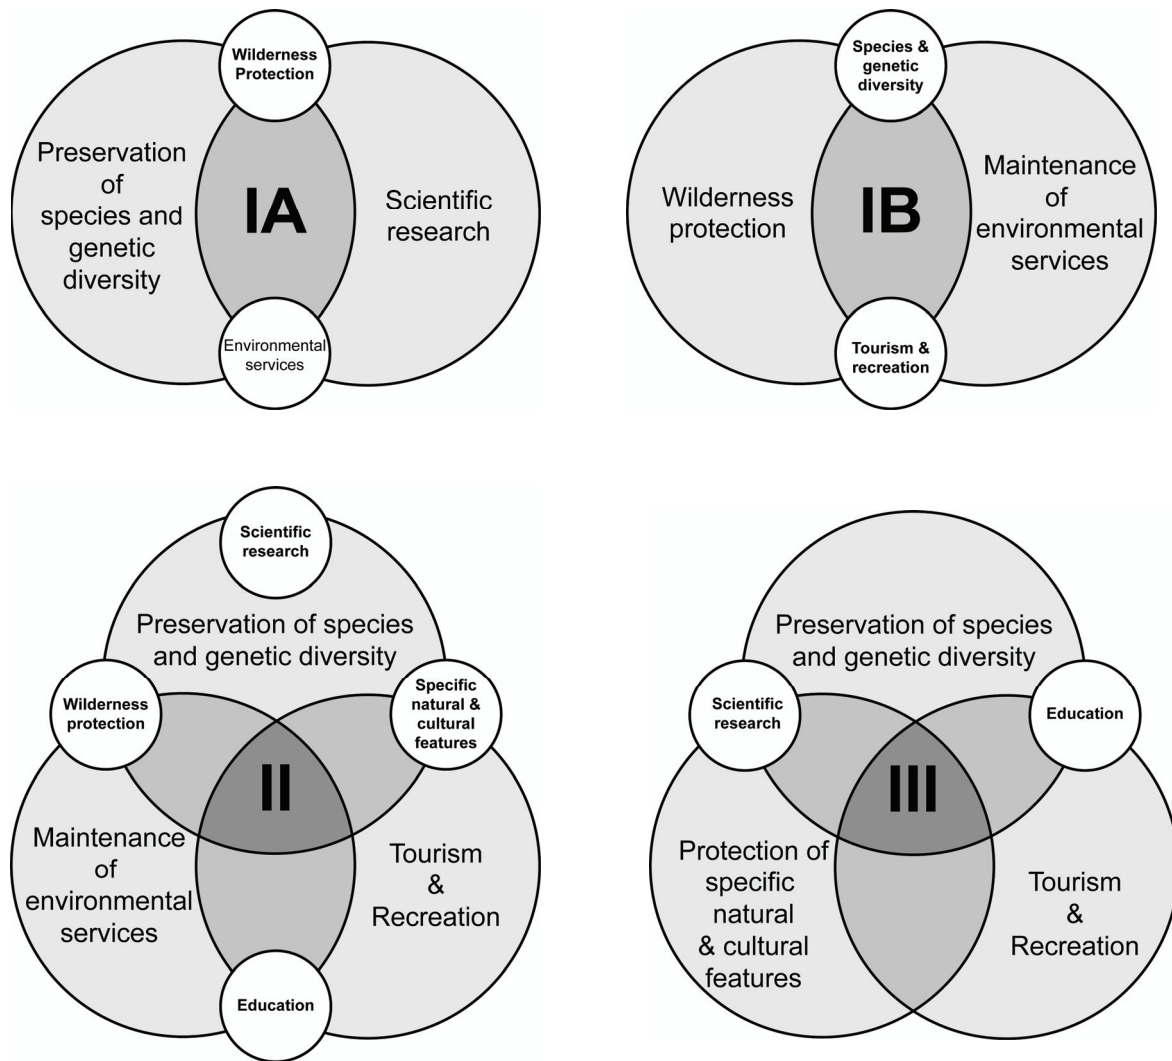 Wilderness
Protection
Preservation
of
species and
genetic
diversity
IA
Scientific
research
Environmental
services
Species &
genetic
diversity
Wilderness
protection
IB
Maintenance
of
environmental
services
Tourism &
recreation
Scientific
research
Preservation of species
and genetic diversity
Wilderness
protection
Specific
natural &
cultural
features
II
Maintenance
of
environmental
services
Tourism
&
Recreation
Education
Preservation of species
and genetic diversity
Scientific
research
Education
III
Protection of
specific
natural
& cultural
features
Tourism
&
Recreation